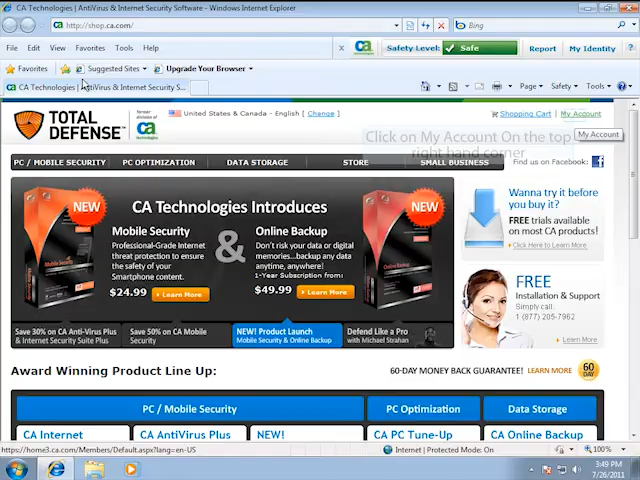 CA Technologies | AntiVirus & Internet Security Software - Windows Internet Explorer
http://shop.ca.com/
Bing
File Edit View Favorites Tools Help
Safety Level: Safe
Report My Identity
Favorites Suggested Sites Upgrade Your Browser
CA Technologies | AntiVirus & Internet Security S...
Page Safety Tools
TOTAL DEFENSE
former division of
ca technologies
United States & Canada - English [ Change ]
Shopping Cart My Account
My Account
Click on My Account On the top
right hand corner
PC / MOBILE SECURITY PC OPTIMIZATION DATA STORAGE STORE SMALL BUSINESS
Find us on Facebook:
CA Technologies Introduces
NEW
Mobile Security
Professional-Grade Internet
threat protection to ensure
the safety of your
Smartphone content.
$24.99 Learn More
&
Online Backup
Don't risk your data or digital
memories...backup any data
anytime, anywhere!
1-Year Subscription from:
$49.99 Learn More
NEW
Save 30% on CA Anti-Virus Plus
& Internet Security Suite Plus
Save 50% on CA Mobile
Security
NEW! Product Launch
Mobile Security & Online Backup
Defend Like a Pro
with Michael Strahan
Wanna try it before
you buy it?
FREE trials available
on most CA products!
Click Here to Learn More
FREE
Installation & Support
Simply call
1 (877) 205-7962
Learn More
Award Winning Product Line Up:
60-DAY MONEY BACK GUARANTEE! LEARN MORE
60
DAY
PC / Mobile Security PC Optimization Data Storage
CA Internet CA AntiVirus Plus NEW! CA PC Tune-Up CA Online Backup
https://home3.ca.com/Members/Default.aspx?lang=en-US
Internet | Protected Mode: On
100%
3:49 PM
7/26/2011